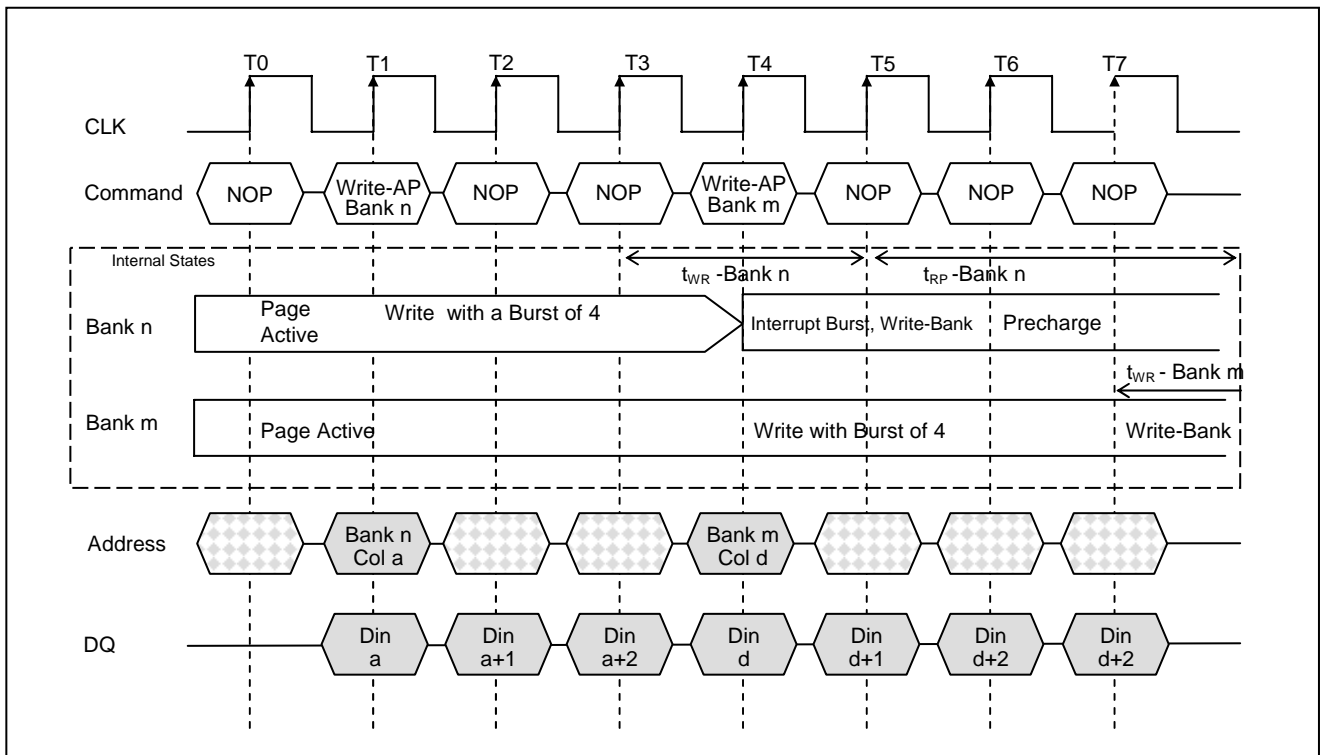 T0 T1 T2 T3 T4 T5 T6 T7
CLK
Command
NOP
Write-AP
Bank n
NOP
NOP
Write-AP
Bank m
NOP
NOP
NOP
Internal States
tWR -Bank n
tRP -Bank n
Bank n
Page
Active
Write with a Burst of 4
Interrupt Burst, Write-Bank
Precharge
tWR - Bank m
Bank m
Page Active
Write with Burst of 4
Write-Bank
Address
Bank n
Col a
Bank m
Col d
DQ
Din
a
Din
a+1
Din
a+2
Din
d
Din
d+1
Din
d+2
Din
d+2